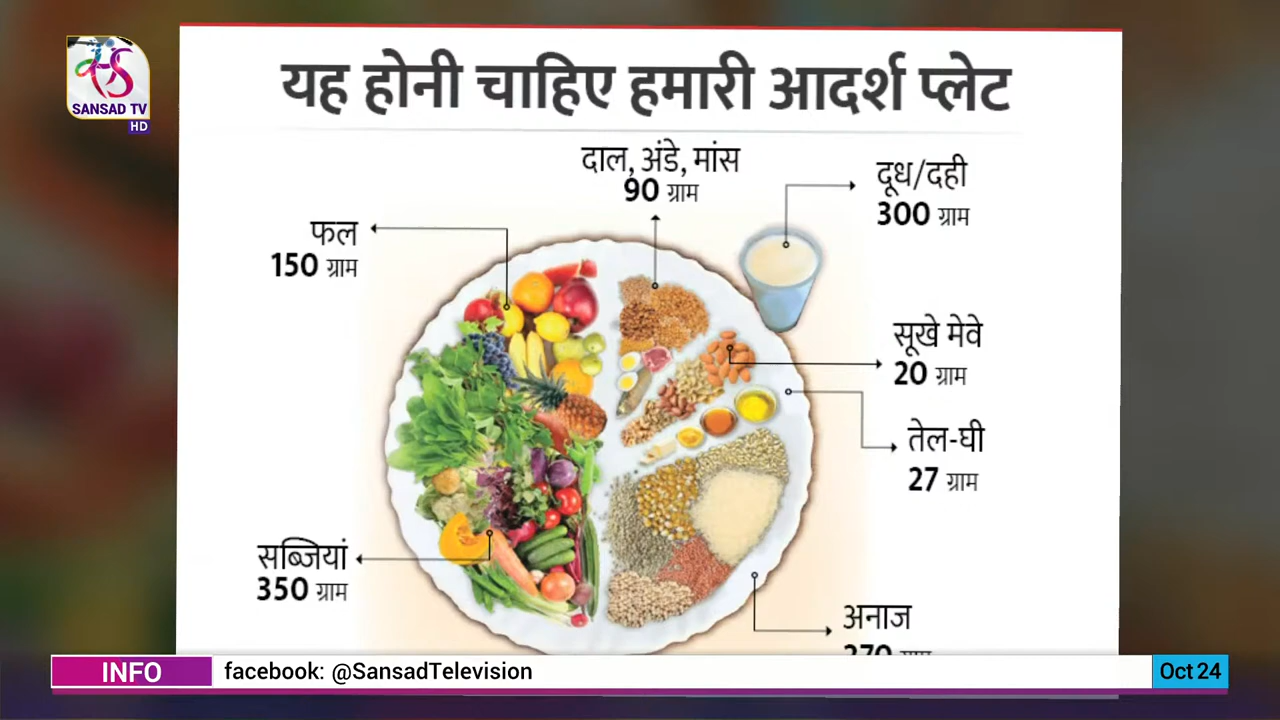 SANSAD TV
HD
यह होनी चाहिए हमारी आदर्श प्लेट
दाल, अंडे, मांस
90 ग्राम
दूध/दही
300 ग्राम
फल
150 ग्राम
सूखे मेवे
20 ग्राम
तेल-घी
27 ग्राम
सब्जियां
350 ग्राम
अनाज
INFO
facebook: @SansadTelevision
Oct 24